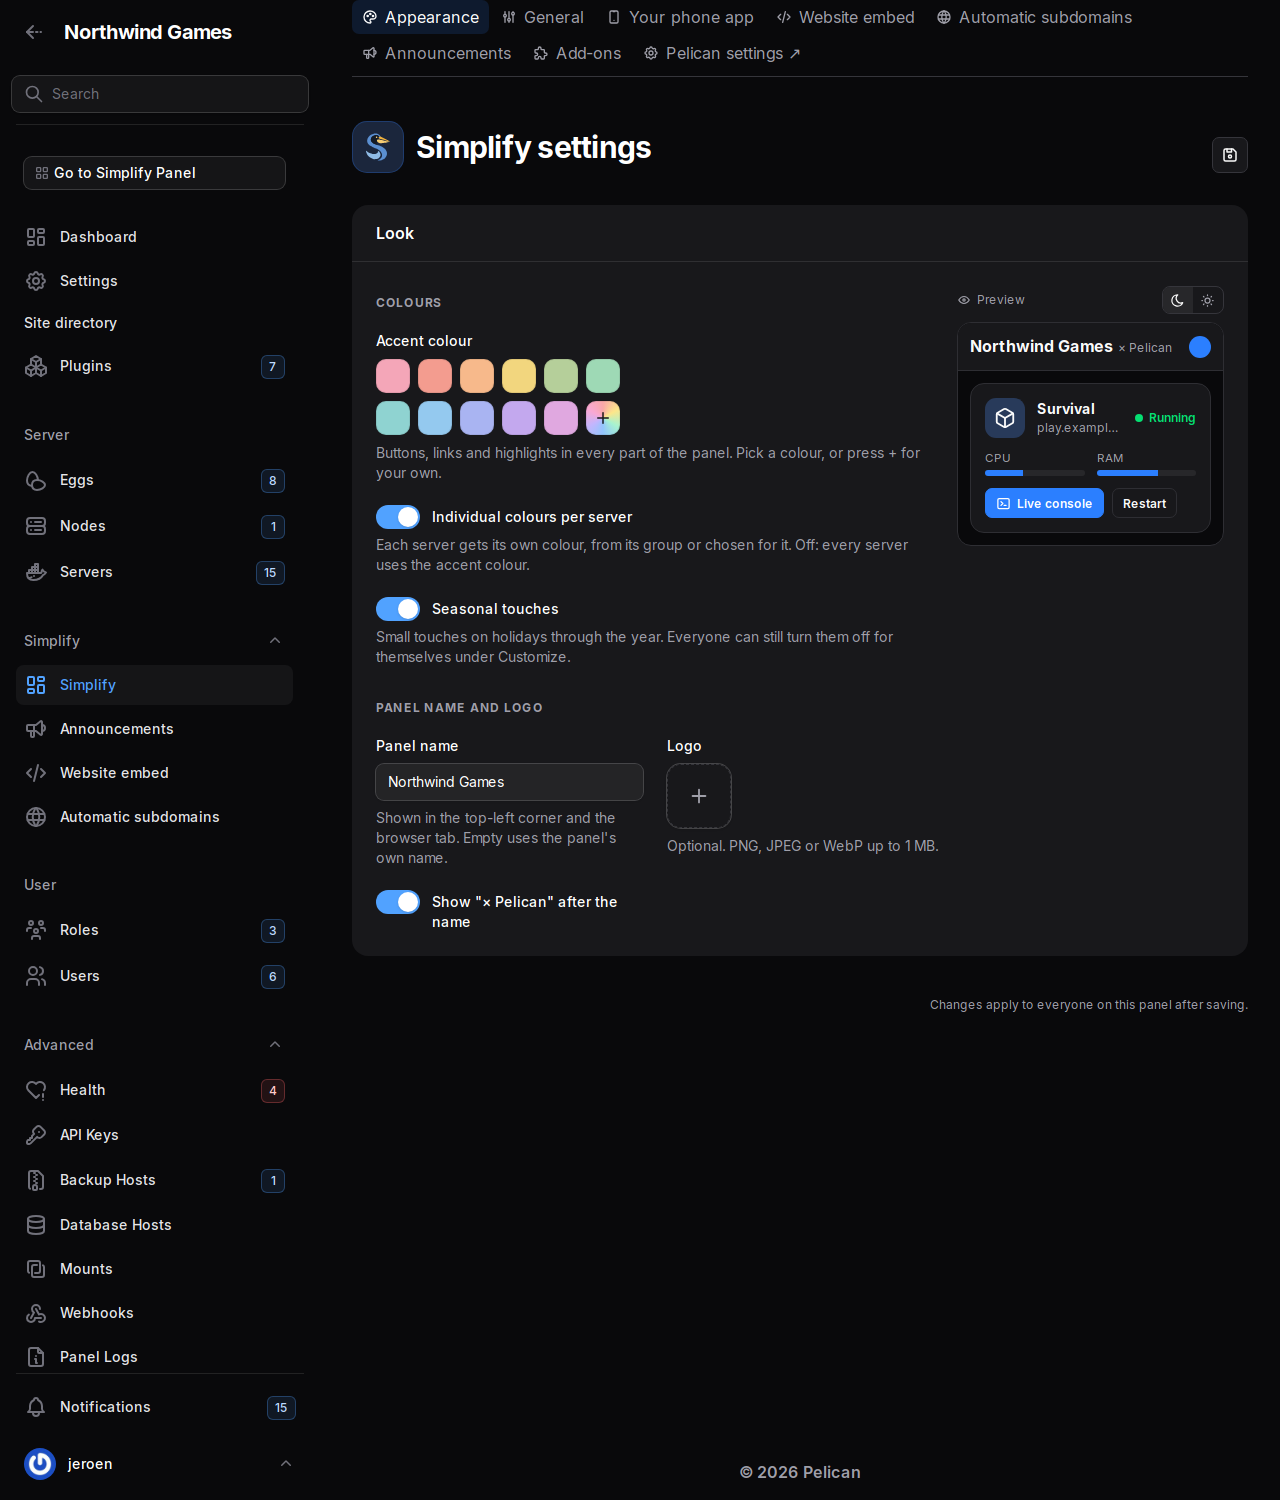 Northwind Games
Search
Go to Simplify Panel
Dashboard
Settings
Site directory
Plugins 7
Server
Eggs 8
Nodes 1
Servers 15
Simplify
Simplify
Announcements
Website embed
Automatic subdomains
User
Roles 3
Users 6
Advanced
Health 4
API Keys
Backup Hosts 1
Database Hosts
Mounts
Webhooks
Panel Logs
Notifications 15
jeroen
Appearance General Your phone app Website embed Automatic subdomains
Announcements Add-ons Pelican settings ↗
Simplify settings
Look
COLOURS
Accent colour
Buttons, links and highlights in every part of the panel. Pick a colour, or press + for
your own.
Individual colours per server
Each server gets its own colour, from its group or chosen for it. Off: every server
uses the accent colour.
Seasonal touches
Small touches on holidays through the year. Everyone can still turn them off for
themselves under Customize.
Preview
Northwind Games × Pelican
Survival
play.exampl...
Running
CPU RAM
Live console Restart
PANEL NAME AND LOGO
Panel name
Northwind Games
Shown in the top-left corner and the
browser tab. Empty uses the panel's
own name.
Logo
Optional. PNG, JPEG or WebP up to 1 MB.
Show "× Pelican" after the
name
Changes apply to everyone on this panel after saving.
© 2026 Pelican